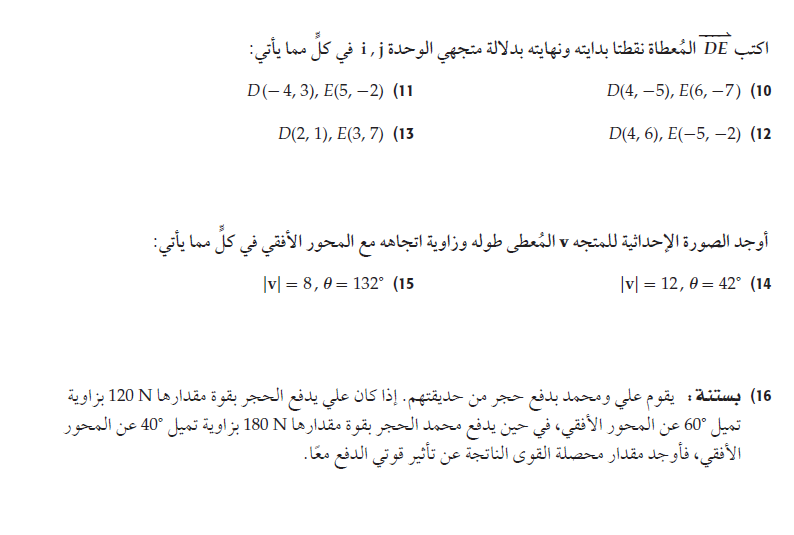 اكتب DE المُعطاة نقطتا بدايته ونهايته بدلالة متجهي الوحدة i , j في كلٍّ مما يأتي:
10) D(4, −5), E(6, −7) 11) D(− 4, 3), E(5, −2)
12) D(4, 6), E(−5, −2) 13) D(2, 1), E(3, 7)
أوجد الصورة الإحداثية للمتجه v المُعطى طوله وزاوية اتجاهه مع المحور الأفقي في كلٍّ مما يأتي:
14) |v| = 12, θ = 42° 15) |v| = 8, θ = 132°
16) بستنة: يقوم علي ومحمد بدفع حجر من حديقتهم. إذا كان علي يدفع الحجر بقوة مقدارها 120 N بزاوية
تميل 60° عن المحور الأفقي، في حين يدفع محمد الحجر بقوة مقدارها 180 N بزاوية تميل 40° عن المحور
الأفقي، فأوجد مقدار محصلة القوى الناتجة عن تأثير قوتي الدفع معًا.